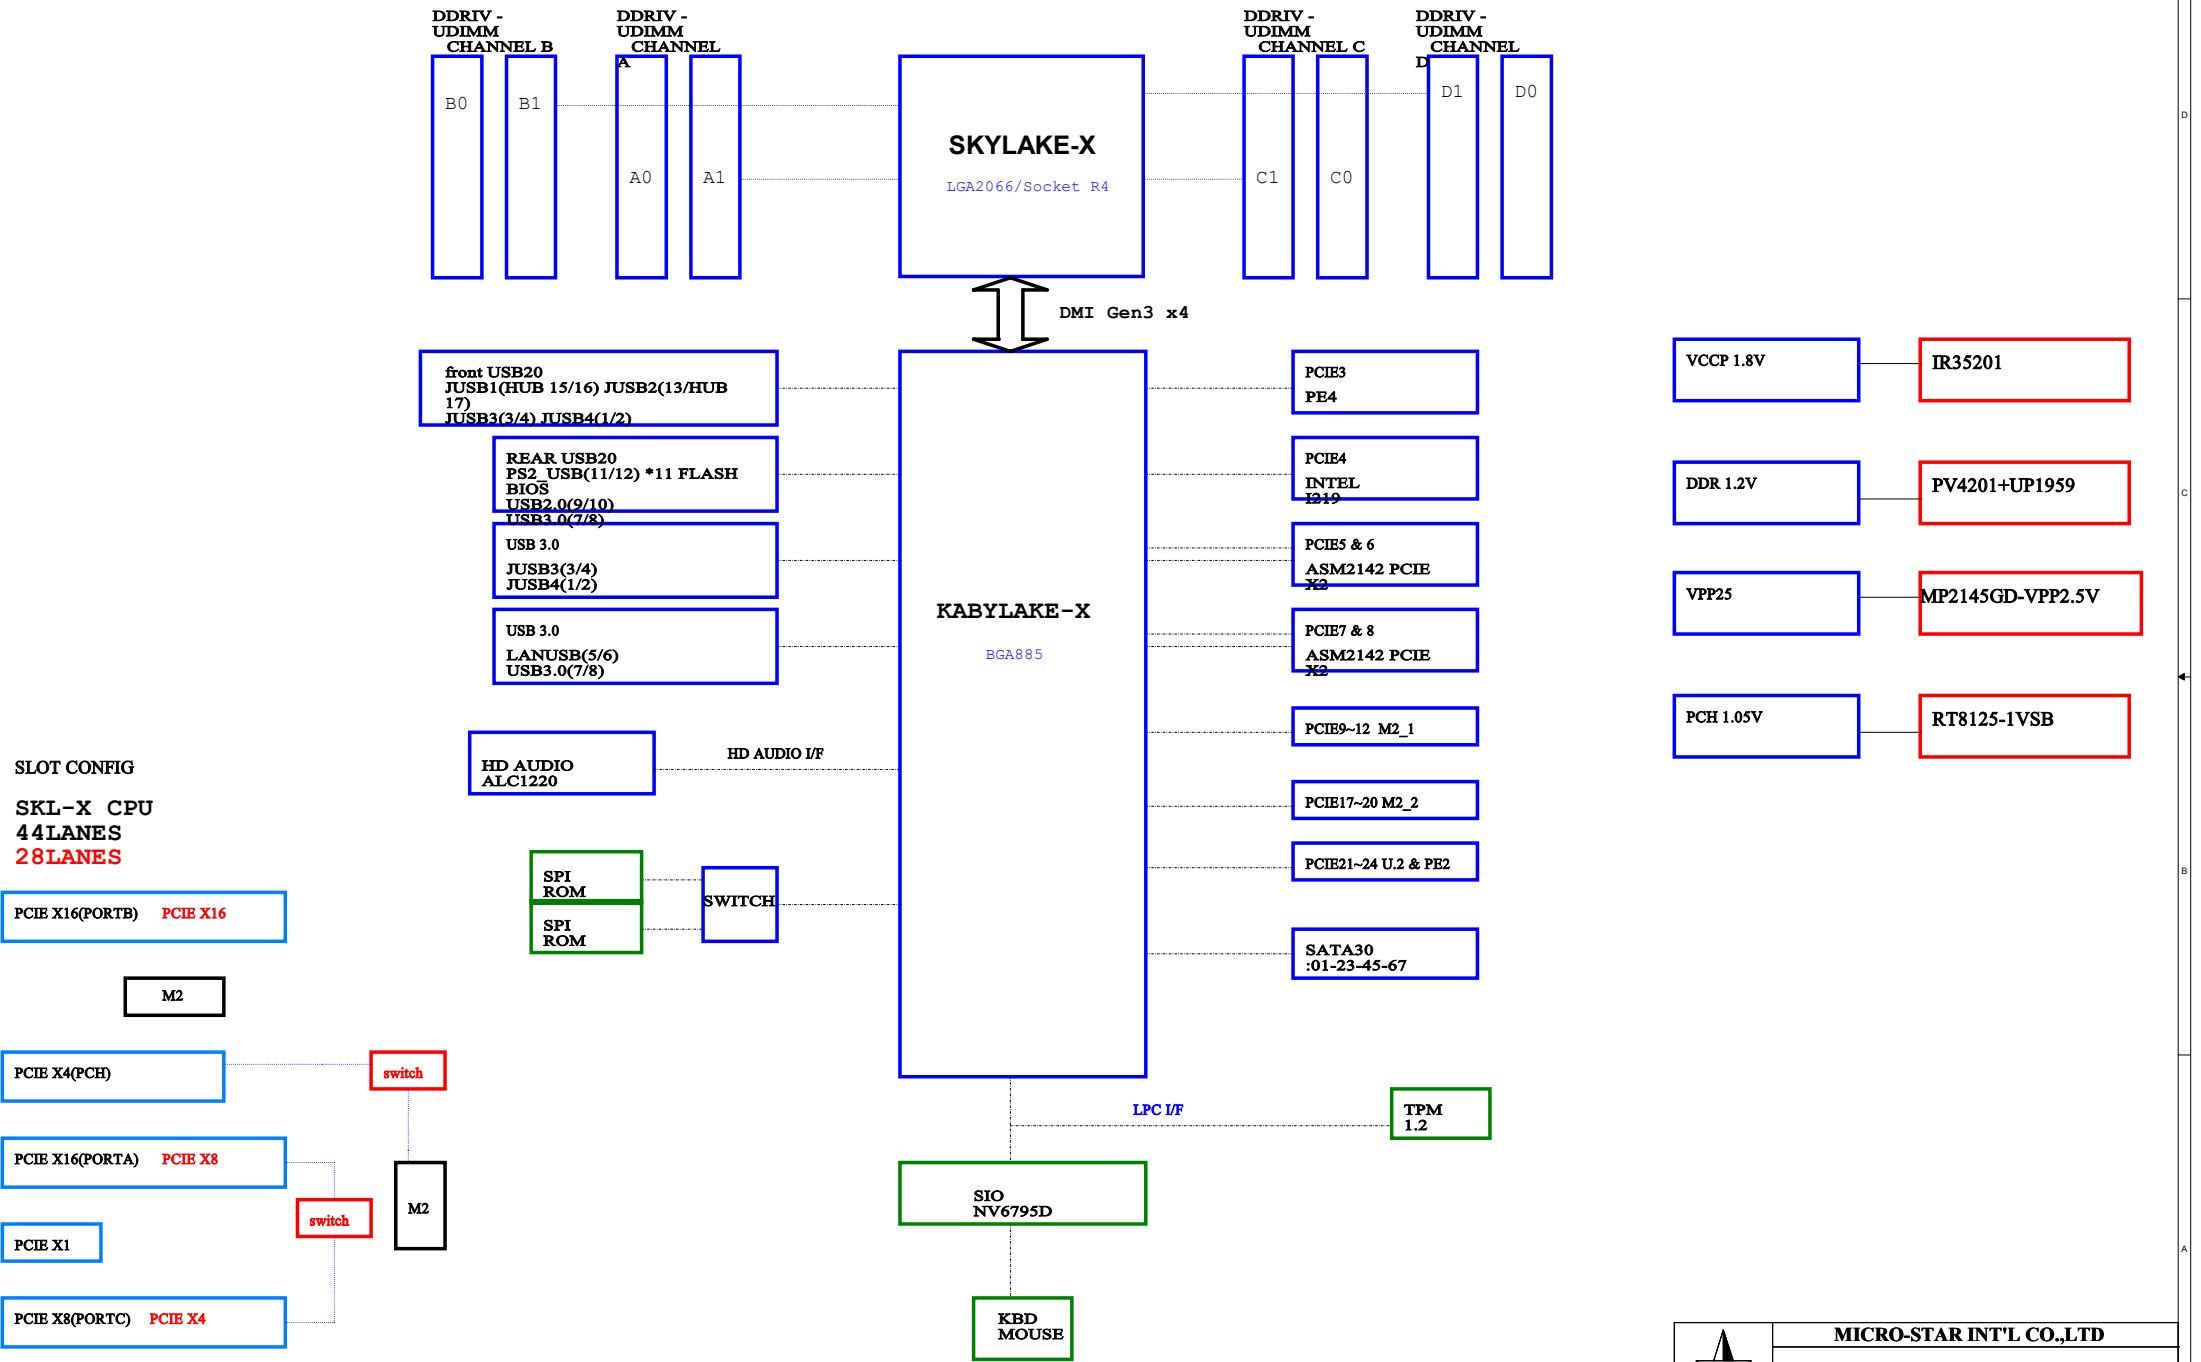 DDRIV -
UDIMM
CHANNEL B
DDRIV -
UDIMM
CHANNEL
A
DDRIV -
UDIMM
CHANNEL C
DDRIV -
UDIMM
CHANNEL
D
B0
B1
A0
A1
SKYLAKE-X
LGA2066/Socket R4
C1
C0
D1
D0
DMI Gen3 x4
front USB20
JUSB1(HUB 15/16) JUSB2(13/HUB
17)
JUSB3(3/4) JUSB4(1/2)
REAR USB20
PS2_USB(11/12) *11 FLASH
BIOS
USB2.0(9/10)
USB3.0(7/8)
USB 3.0
JUSB3(3/4)
JUSB4(1/2)
USB 3.0
LANUSB(5/6)
USB3.0(7/8)
HD AUDIO
ALC1220
HD AUDIO I/F
SPI
ROM
SPI
ROM
SWITCH
KABYLAKE-X
BGA885
PCIE3
PE4
PCIE4
INTEL
I219
PCIE5 & 6
ASM2142 PCIE
X2
PCIE7 & 8
ASM2142 PCIE
X2
PCIE9~12 M2_1
PCIE17~20 M2_2
PCIE21~24 U.2 & PE2
SATA30
:01-23-45-67
LPC I/F
TPM
1.2
SIO
NV6795D
KBD
MOUSE
VCCP 1.8V
IR35201
DDR 1.2V
PV4201+UP1959
VPP25
MP2145GD-VPP2.5V
PCH 1.05V
RT8125-1VSB
SLOT CONFIG
SKL-X CPU
44LANES
28LANES
PCIE X16(PORTB) PCIE X16
M2
PCIE X4(PCH)
switch
PCIE X16(PORTA) PCIE X8
switch
M2
PCIE X1
PCIE X8(PORTC) PCIE X4
D
C
B
A
MICRO-STAR INT'L CO.,LTD